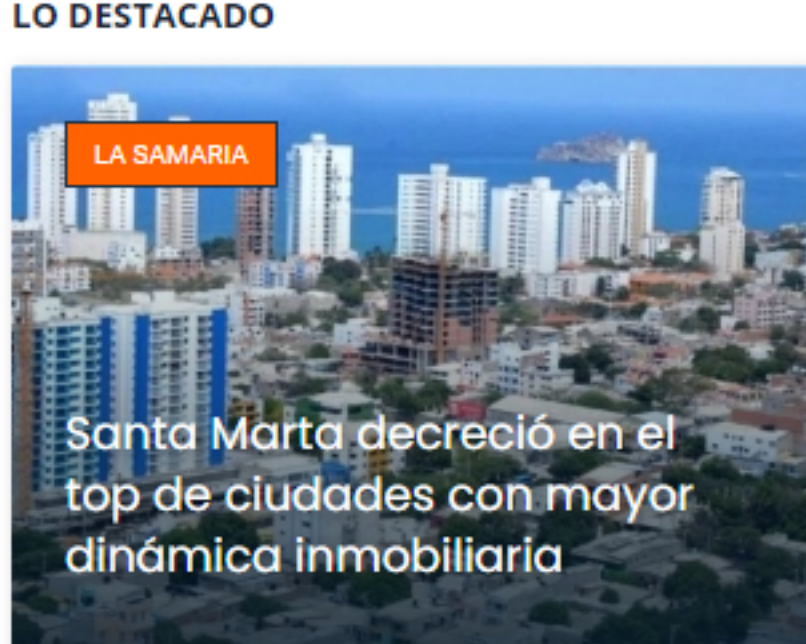 LO DESTACADO
LA SAMARIA
Santa Marta decreció en el
top de ciudades con mayor
dinámica inmobiliaria